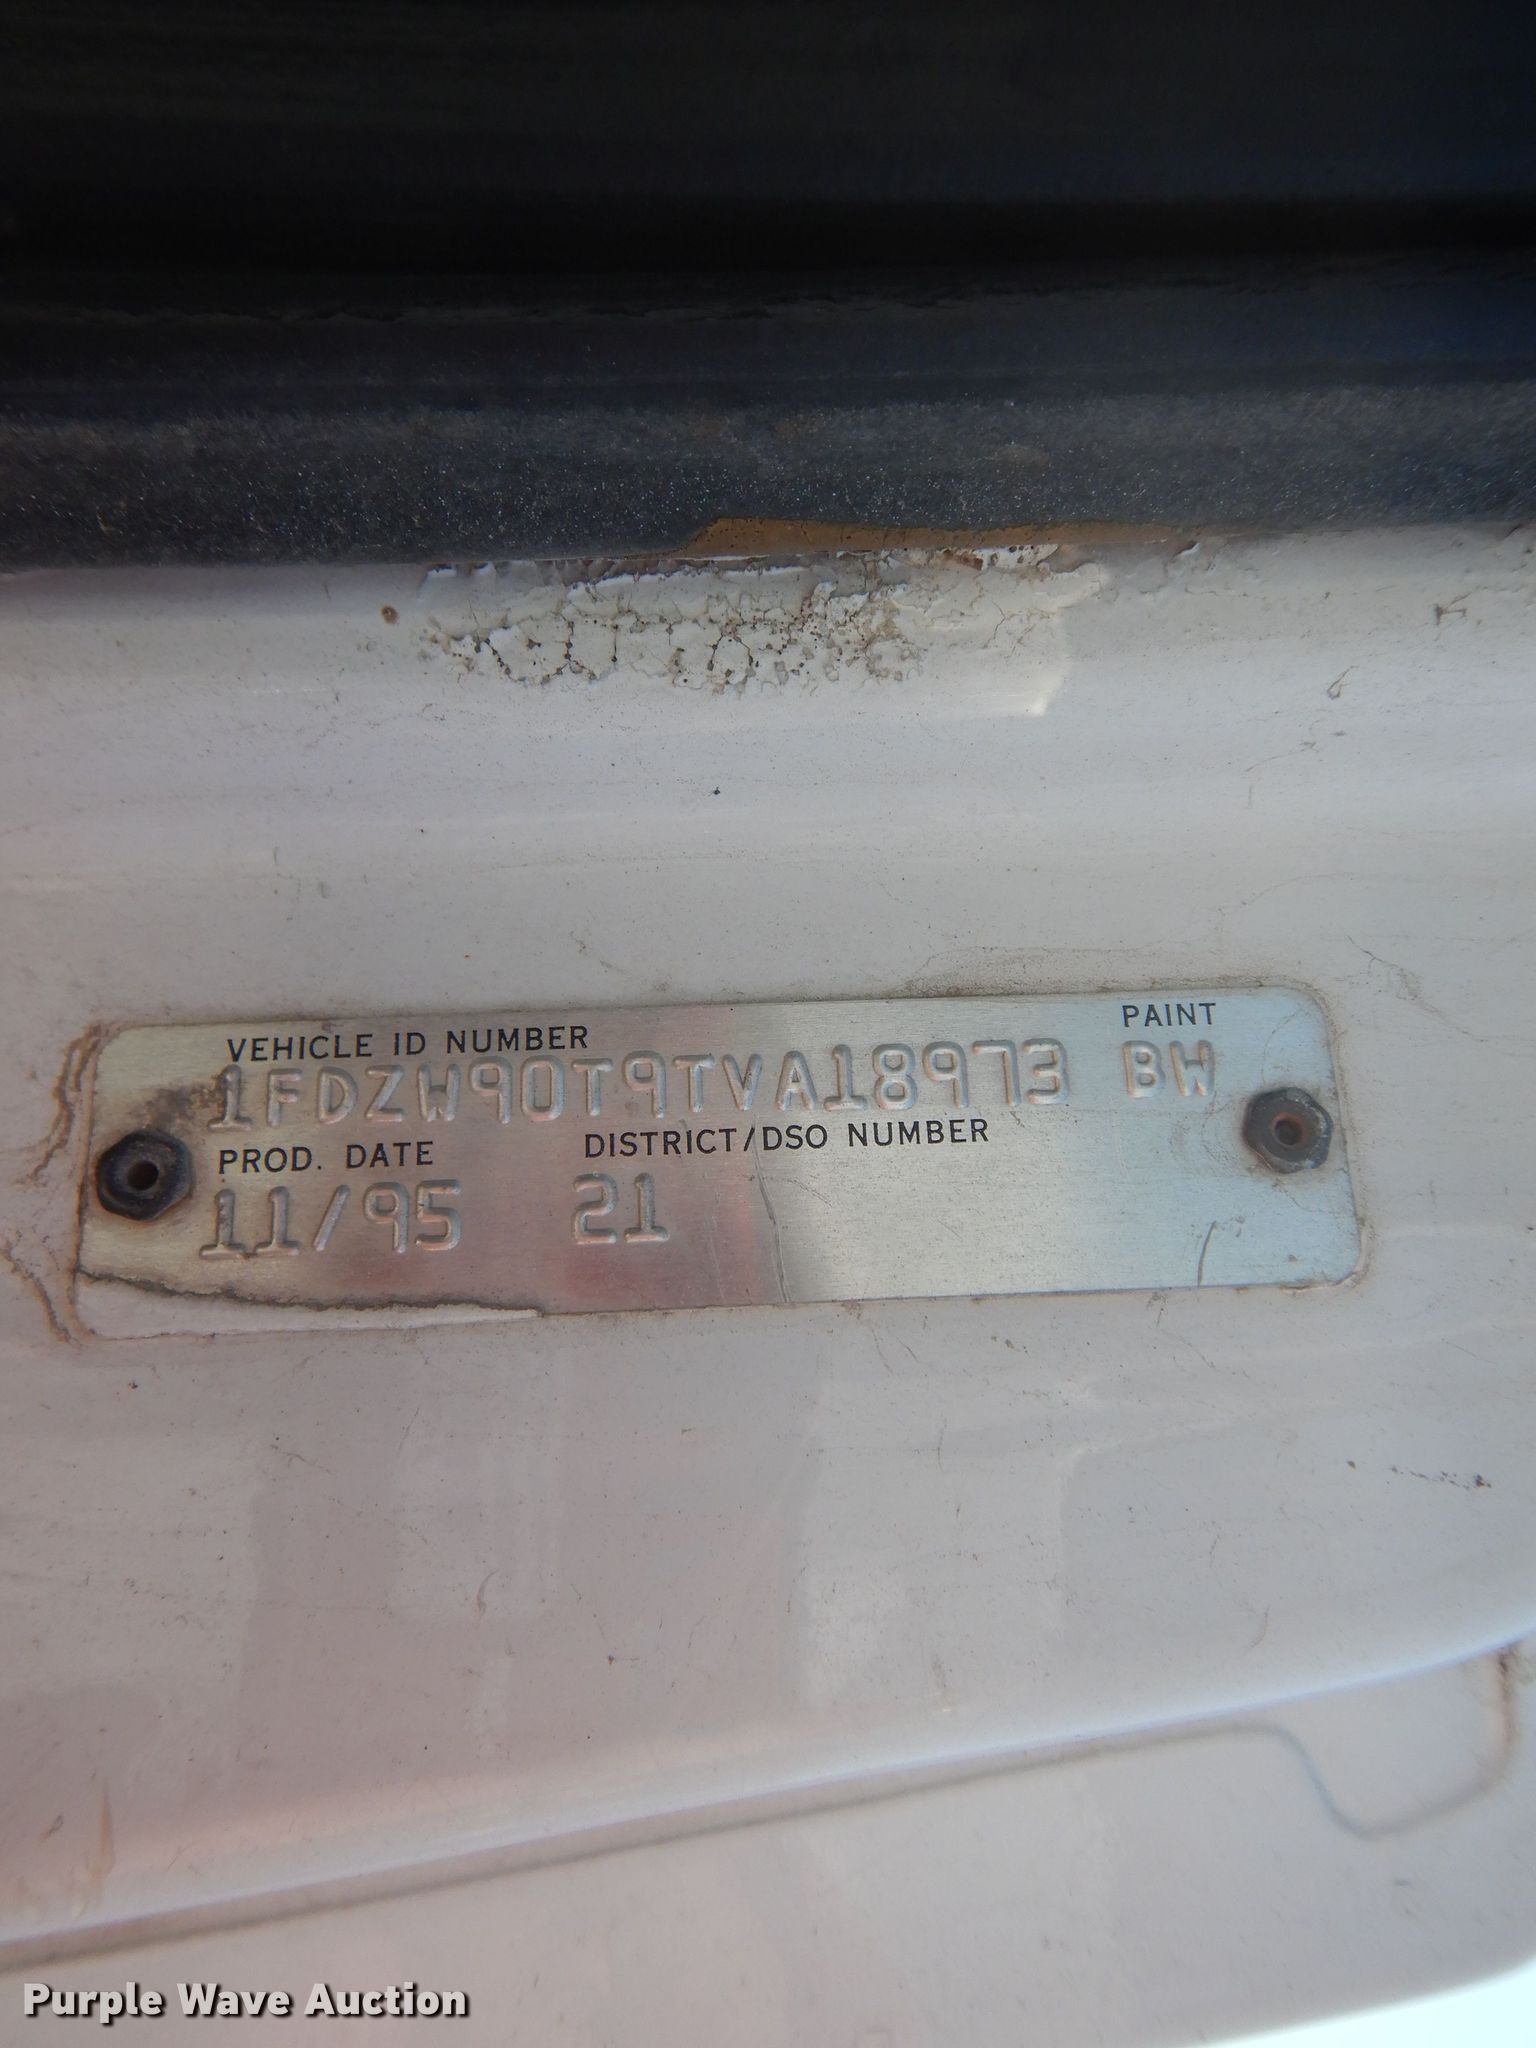 VEHICLE ID NUMBER PAINT
1FDZW90T9TVA18973 BW
PROD. DATE DISTRICT/DSO NUMBER
11/95 21
Purple Wave Auction